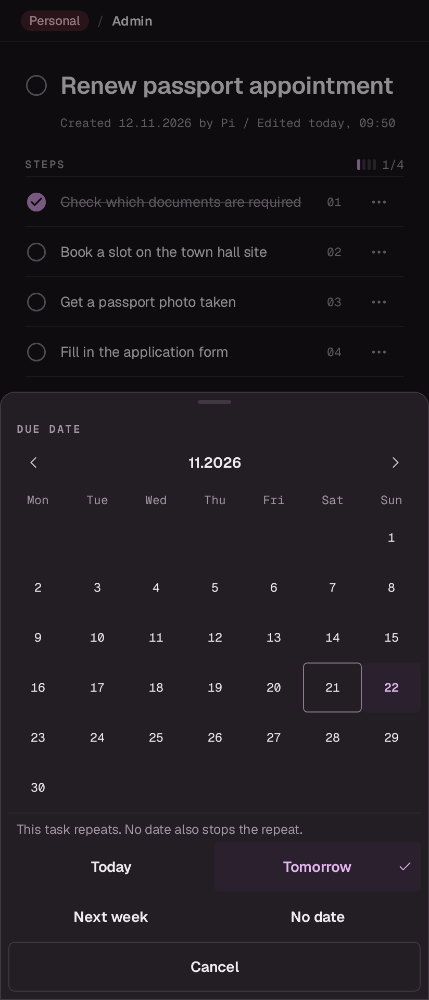 Personal / Admin
Renew passport appointment
Created 12.11.2026 by Pi / Edited today, 09:50
STEPS 1/4
Check which documents are required 01 •••
Book a slot on the town hall site 02 •••
Get a passport photo taken 03 •••
Fill in the application form 04 •••
DUE DATE
11.2026
Mon Tue Wed Thu Fri Sat Sun
1
2 3 4 5 6 7 8
9 10 11 12 13 14 15
16 17 18 19 20 21 22
23 24 25 26 27 28 29
30
This task repeats. No date also stops the repeat.
Today Tomorrow
Next week No date
Cancel